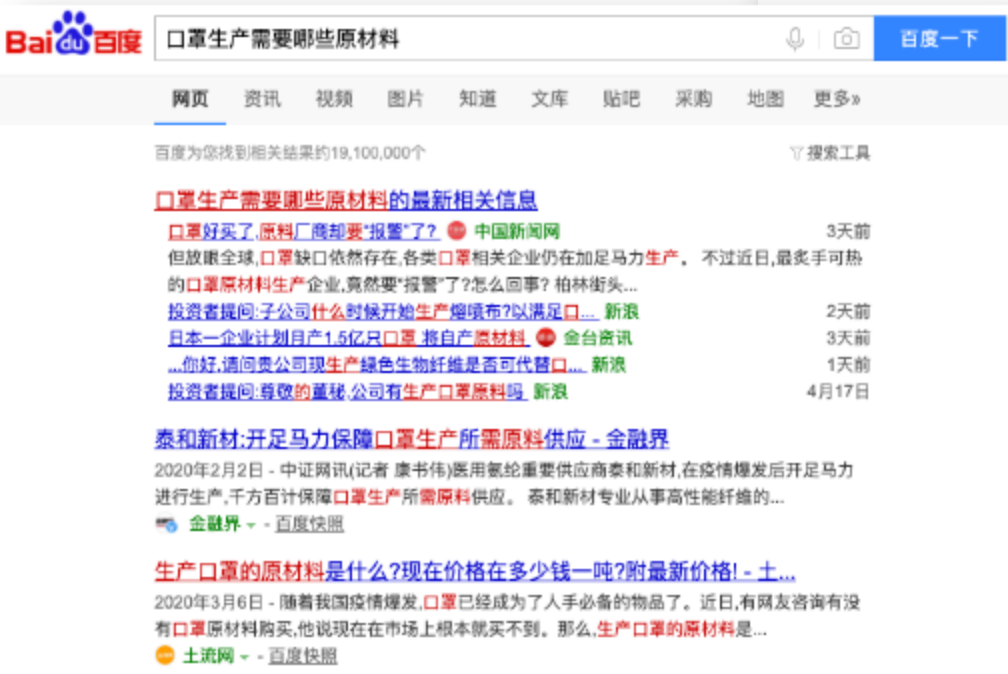 Bai du 百度
口罩生产需要哪些原材料
百度一下
网页 资讯 视频 图片 知道 文库 贴吧 采购 地图 更多»
百度为您找到相关结果约19,100,000个 搜索工具
口罩生产需要哪些原材料的最新相关信息
口罩好买了,原料厂商却要"报警"了? 中国新闻网 3天前
但放眼全球,口罩缺口依然存在,各类口罩相关企业仍在加足马力生产。 不过近日,最炙手可热
的口罩原材料生产企业,竟然要"报警"了?怎么回事? 柏林街头...
投资者提问:子公司什么时候开始生产熔喷布?以满足口... 新浪 2天前
日本一企业计划月产1.5亿只口罩 将自产原材料 金台资讯 3天前
...你好,请问贵公司现生产绿色生物纤维是否可代替口... 新浪 1天前
投资者提问:尊敬的董秘,公司有生产口罩原料吗 新浪 4月17日
泰和新材:开足马力保障口罩生产所需原料供应 - 金融界
2020年2月2日 - 中证网讯(记者 康书伟)医用氨纶重要供应商泰和新材,在疫情爆发后开足马力
进行生产,千方百计保障口罩生产所需原料供应。 泰和新材专业从事高性能纤维的...
金融界 - 百度快照
生产口罩的原材料是什么?现在价格在多少钱一吨?附最新价格! - 土...
2020年3月6日 - 随着我国疫情爆发,口罩已经成为了人手必备的物品了。近日,有网友咨询有没
有口罩原材料购买,他说现在在市场上根本就买不到。那么,生产口罩的原材料是...
土流网 - 百度快照